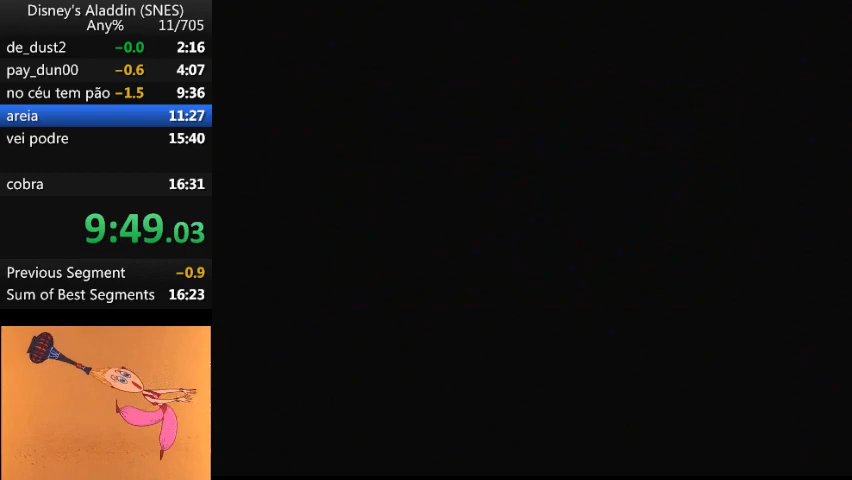 Disney's Aladdin (SNES)
Any% 11/705
de_dust2 −0.0 2:16
pay_dun00 −0.6 4:07
no céu tem pão −1.5 9:36
areia 11:27
vei podre 15:40
cobra 16:31
9:49.03
Previous Segment −0.9
Sum of Best Segments 16:23